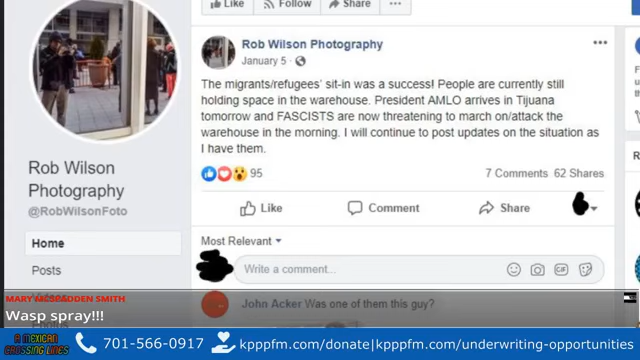 Like Follow Share ...
Rob Wilson Photography
January 5 ·
The migrants/refugees' sit-in was a success! People are currently still
holding space in the warehouse. President AMLO arrives in Tijuana
tomorrow and FASCISTS are now threatening to march on/attack the
warehouse in the morning. I will continue to post updates on the situation as
I have them.
95
7 Comments 62 Shares
Like Comment Share
Rob Wilson
Photography
@RobWilsonFoto
Home
Posts
Most Relevant
Write a comment...
GIF
John Acker Was one of them this guy?
Wasp spray!!!
A MEXICAN
CROSSING LINES
701-566-0917
kpppfm.com/donate|kpppfm.com/underwriting-opportunities